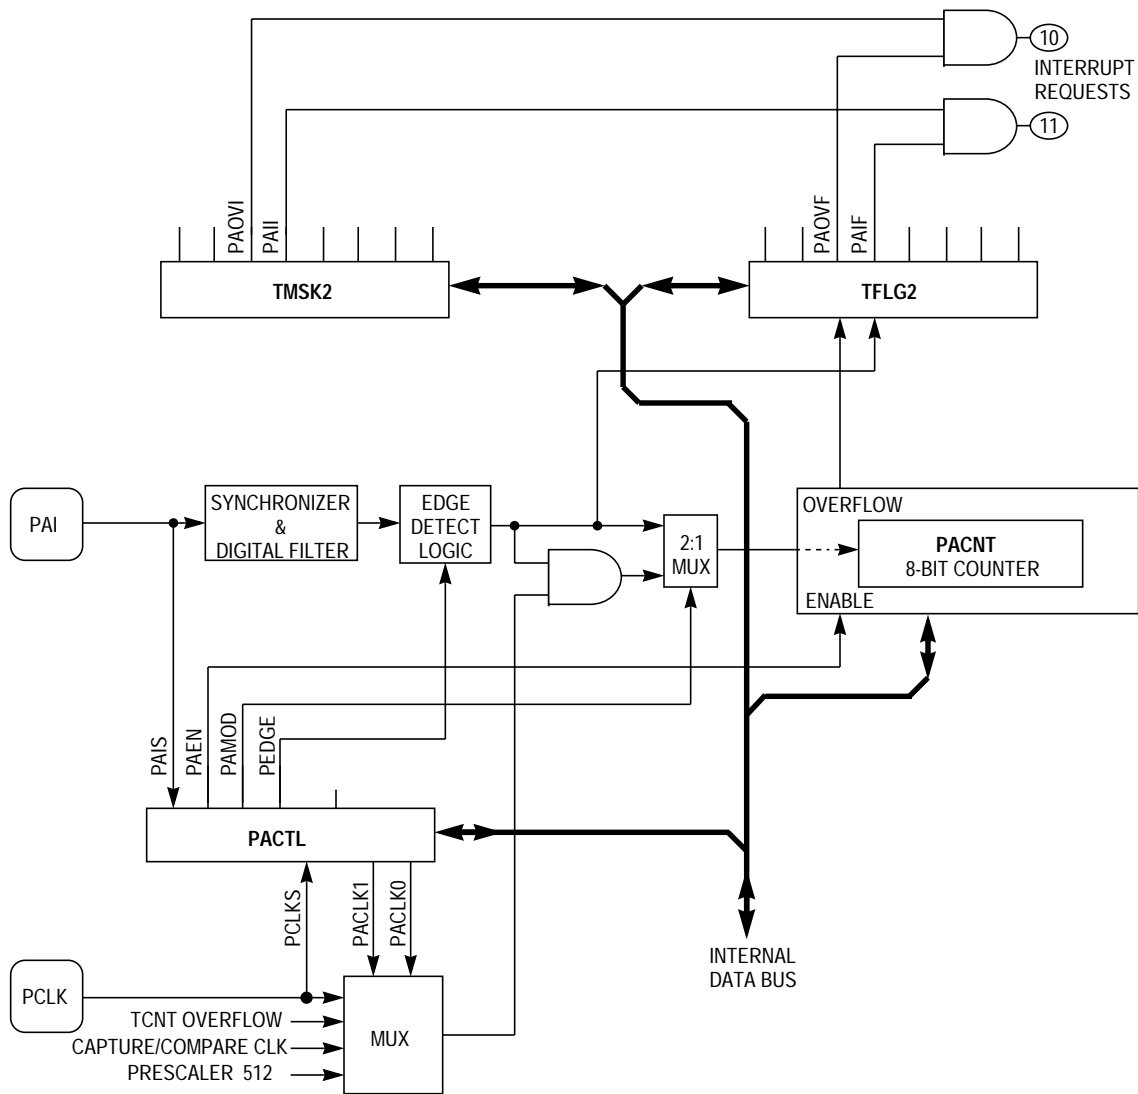 10
INTERRUPT
REQUESTS
11
PAOVI
PAII
PAOVF
PAIF
TMSK2
TFLG2
PAI
SYNCHRONIZER
&
DIGITAL FILTER
EDGE
DETECT
LOGIC
2:1
MUX
OVERFLOW
PACNT
8-BIT COUNTER
ENABLE
PAIS
PAEN
PAMOD
PEDGE
PACTL
PCLKS
PACLK1
PACLK0
INTERNAL
DATA BUS
PCLK
TCNT OVERFLOW
CAPTURE/COMPARE CLK
PRESCALER 512
MUX